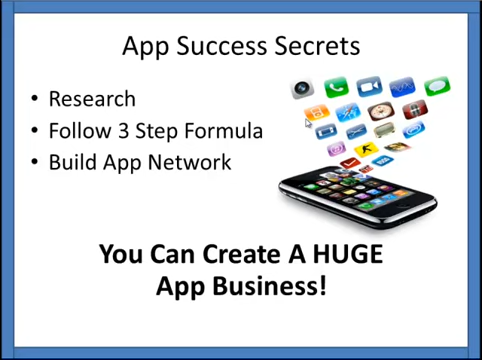 App Success Secrets
• Research
• Follow 3 Step Formula
• Build App Network
You Can Create A HUGE
App Business!